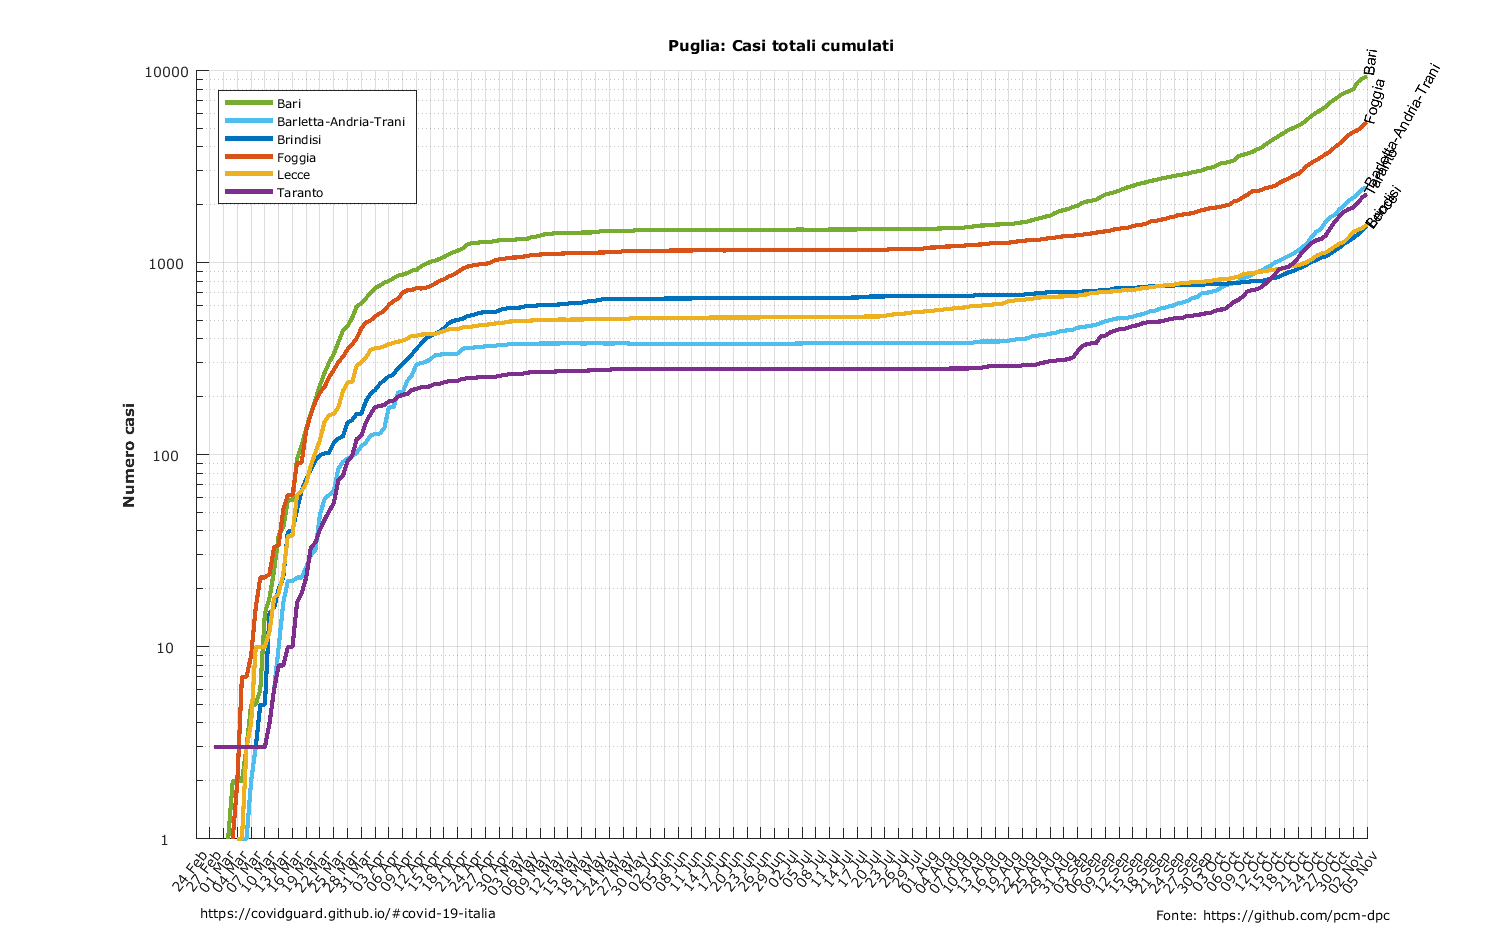 Puglia: Casi totali cumulati
Numero casi
10000
1000
100
10
1
Bari
Barletta-Andria-Trani
Brindisi
Foggia
Lecce
Taranto
Bari
Foggia
Barletta-Andria-Trani
Taranto
Brindisi
Lecce
24 Feb
27 Feb
01 Mar
04 Mar
07 Mar
10 Mar
13 Mar
16 Mar
19 Mar
22 Mar
25 Mar
28 Mar
31 Mar
03 Apr
06 Apr
09 Apr
12 Apr
15 Apr
18 Apr
21 Apr
24 Apr
27 Apr
30 Apr
03 May
06 May
09 May
12 May
15 May
18 May
21 May
24 May
27 May
30 May
02 Jun
05 Jun
08 Jun
11 Jun
14 Jun
17 Jun
20 Jun
23 Jun
26 Jun
29 Jun
02 Jul
05 Jul
08 Jul
11 Jul
14 Jul
17 Jul
20 Jul
23 Jul
26 Jul
29 Jul
01 Aug
04 Aug
07 Aug
10 Aug
13 Aug
16 Aug
19 Aug
22 Aug
25 Aug
28 Aug
31 Aug
03 Sep
06 Sep
09 Sep
12 Sep
15 Sep
18 Sep
21 Sep
24 Sep
27 Sep
30 Sep
03 Oct
06 Oct
09 Oct
12 Oct
15 Oct
18 Oct
21 Oct
24 Oct
27 Oct
30 Oct
02 Nov
05 Nov
https://covidguard.github.io/#covid-19-italia
Fonte: https://github.com/pcm-dpc